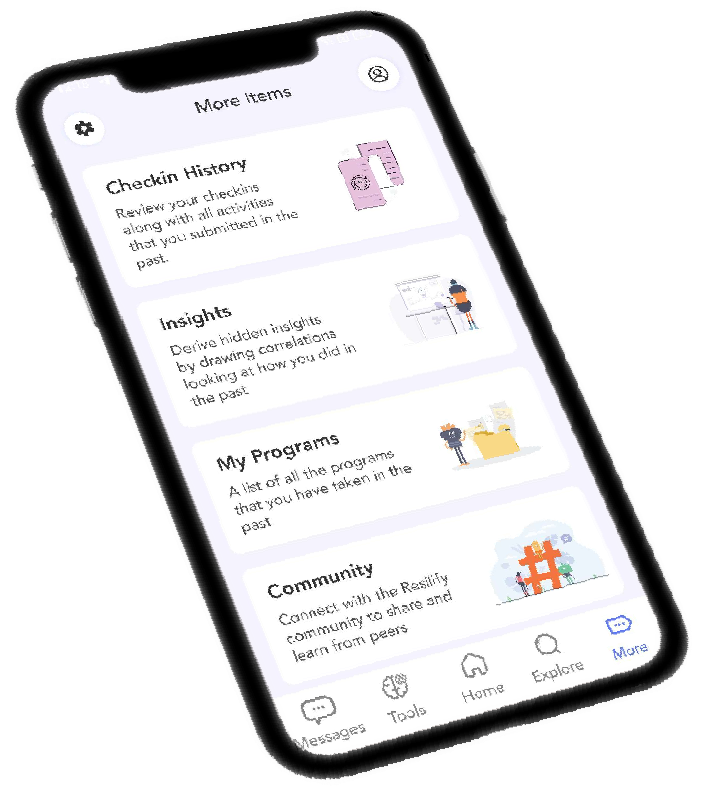 More Items
Checkin History
Review your checkins
along with all activities
that you submitted in the
past.
Insights
Derive hidden insights
by drawing correlations
looking at how you did in
the past
My Programs
A list of all the programs
that you have taken in the
past
Community
Connect with the Resilify
community to share and
learn from peers
Messages
Tools
Home
Explore
More